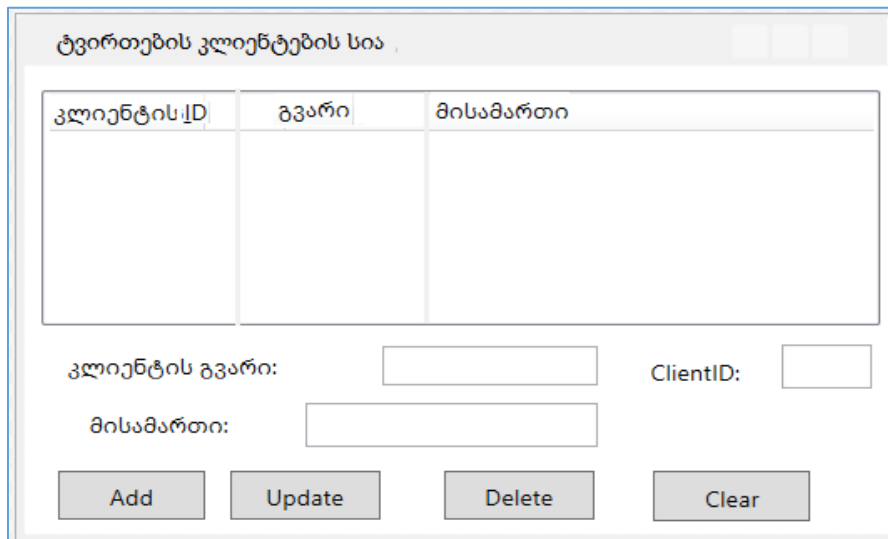 ტვირთების კლიენტების სია
კლიენტის ID გვარი მისამართი
კლიენტის გვარი: ClientID:
მისამართი:
Add Update Delete Clear